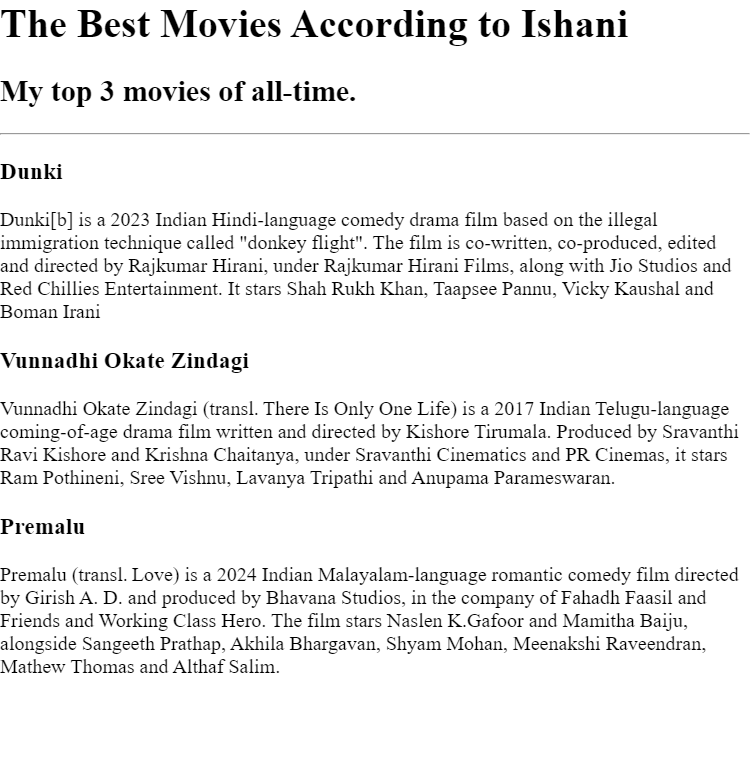 The Best Movies According to Ishani
My top 3 movies of all-time.
Dunki
Dunki[b] is a 2023 Indian Hindi-language comedy drama film based on the illegal
immigration technique called "donkey flight". The film is co-written, co-produced, edited
and directed by Rajkumar Hirani, under Rajkumar Hirani Films, along with Jio Studios and
Red Chillies Entertainment. It stars Shah Rukh Khan, Taapsee Pannu, Vicky Kaushal and
Boman Irani
Vunnadhi Okate Zindagi
Vunnadhi Okate Zindagi (transl. There Is Only One Life) is a 2017 Indian Telugu-language
coming-of-age drama film written and directed by Kishore Tirumala. Produced by Sravanthi
Ravi Kishore and Krishna Chaitanya, under Sravanthi Cinematics and PR Cinemas, it stars
Ram Pothineni, Sree Vishnu, Lavanya Tripathi and Anupama Parameswaran.
Premalu
Premalu (transl. Love) is a 2024 Indian Malayalam-language romantic comedy film directed
by Girish A. D. and produced by Bhavana Studios, in the company of Fahadh Faasil and
Friends and Working Class Hero. The film stars Naslen K.Gafoor and Mamitha Baiju,
alongside Sangeeth Prathap, Akhila Bhargavan, Shyam Mohan, Meenakshi Raveendran,
Mathew Thomas and Althaf Salim.